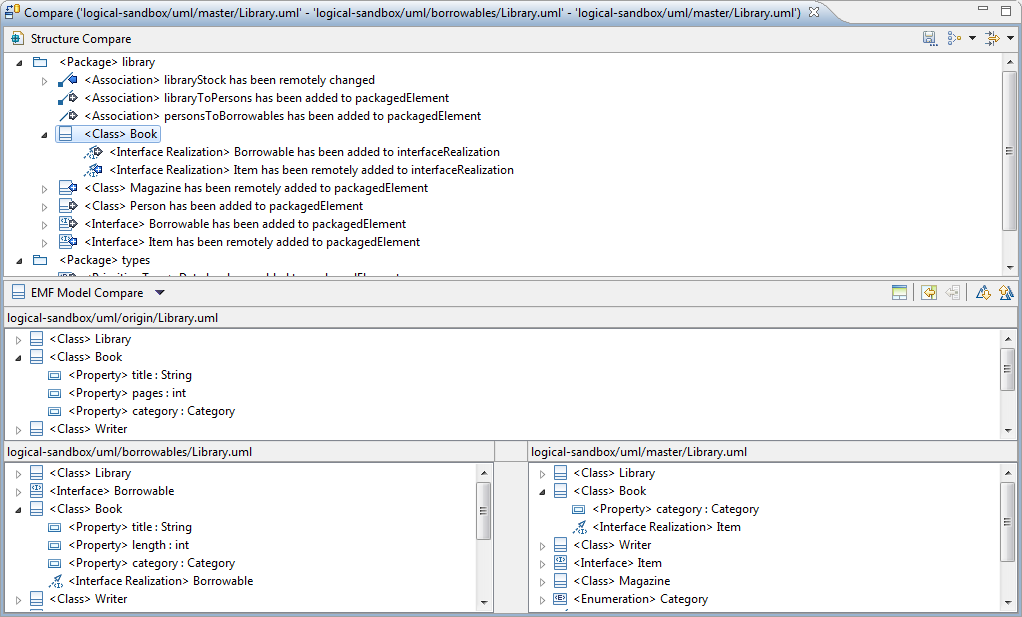 Compare ('logical-sandbox/uml/master/Library.uml' - 'logical-sandbox/uml/borrowables/Library.uml' - 'logical-sandbox/uml/master/Library.uml')
Structure Compare
<Package> library
<Association> libraryStock has been remotely changed
<Association> libraryToPersons has been added to packagedElement
<Association> personsToBorrowables has been added to packagedElement
<Class> Book
<Interface Realization> Borrowable has been added to interfaceRealization
<Interface Realization> Item has been remotely added to interfaceRealization
<Class> Magazine has been remotely added to packagedElement
<Class> Person has been added to packagedElement
<Interface> Borrowable has been added to packagedElement
<Interface> Item has been remotely added to packagedElement
<Package> types
EMF Model Compare
logical-sandbox/uml/origin/Library.uml
<Class> Library
<Class> Book
<Property> title : String
<Property> pages : int
<Property> category : Category
<Class> Writer
logical-sandbox/uml/borrowables/Library.uml
<Class> Library
<Interface> Borrowable
<Class> Book
<Property> title : String
<Property> length : int
<Property> category : Category
<Interface Realization> Borrowable
<Class> Writer
logical-sandbox/uml/master/Library.uml
<Class> Library
<Class> Book
<Property> category : Category
<Interface Realization> Item
<Class> Writer
<Interface> Item
<Class> Magazine
<Enumeration> Category